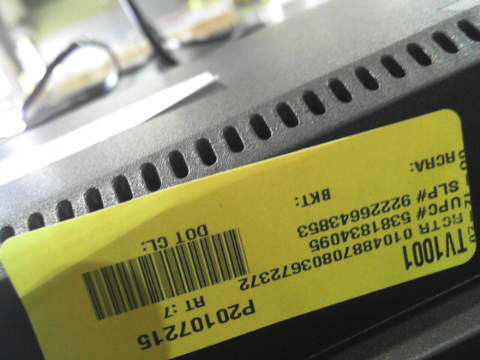 P20107215
RT :7
TV1001
RCTR 01048870803672372
UPC# 5381834095
SLP# 92226643853
DOT CL:
BKT:
RCRA: